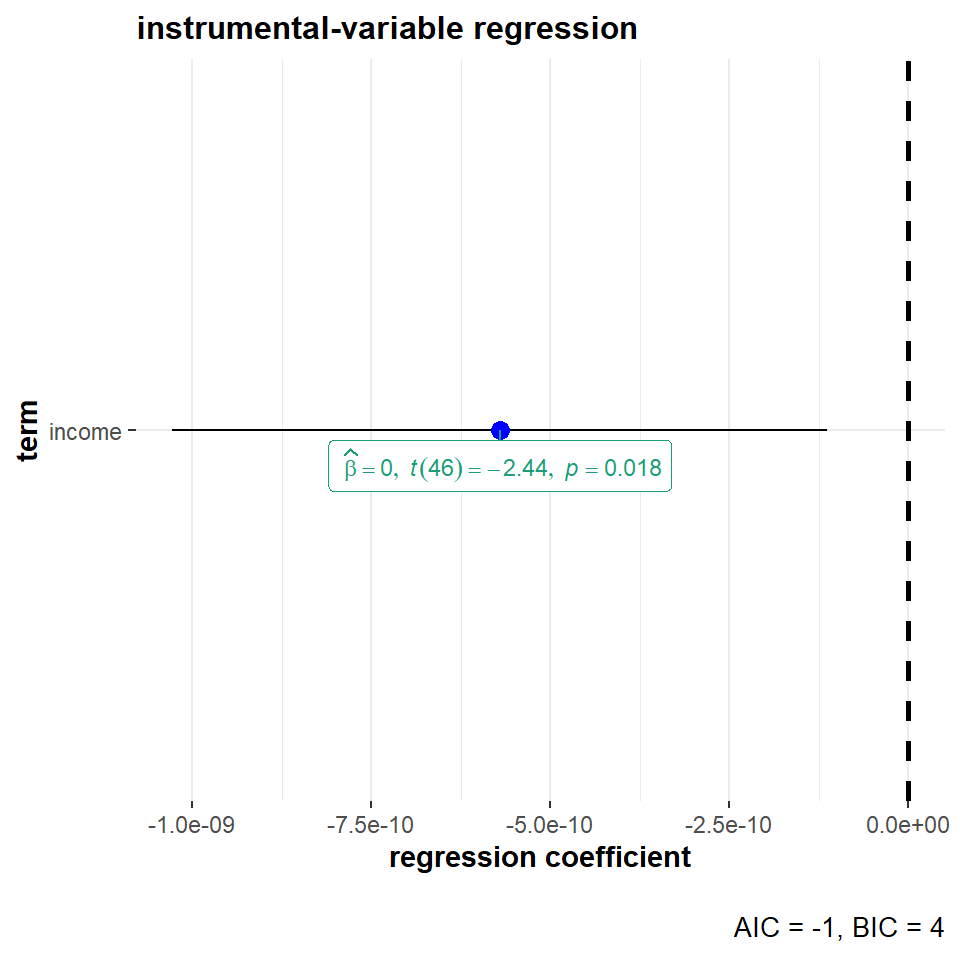 instrumental-variable regression
term
income
β̂ = 0, t(46) = −2.44, p = 0.018
-1.0e-09 -7.5e-10 -5.0e-10 -2.5e-10 0.0e+00
regression coefficient
AIC = -1, BIC = 4